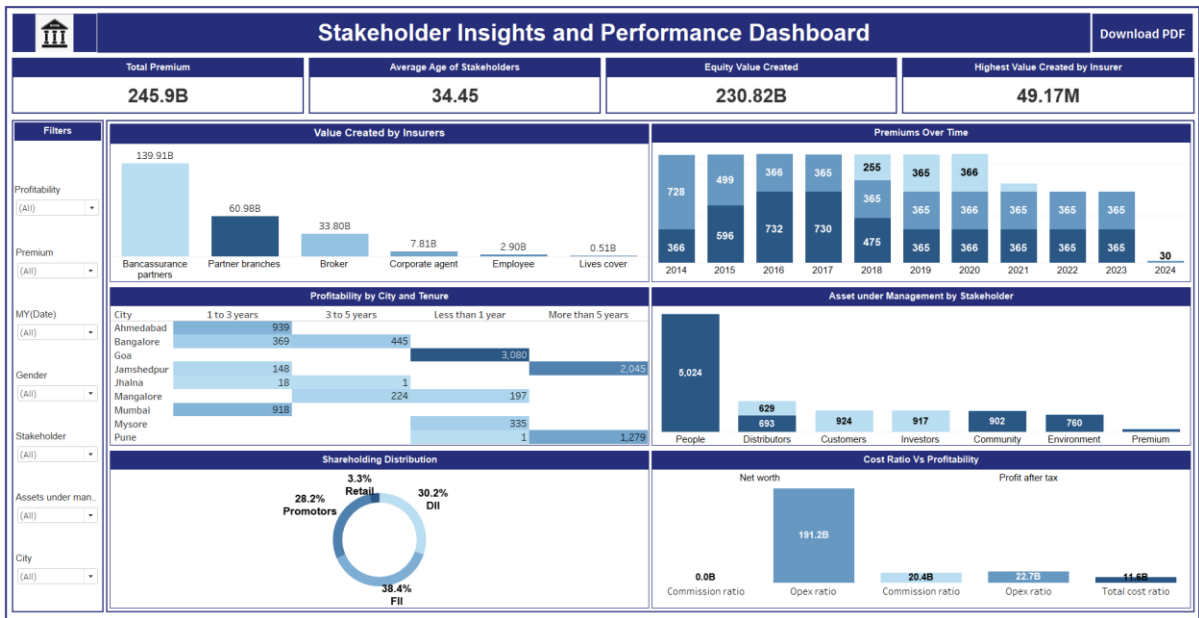 BANK
Stakeholder Insights and Performance Dashboard
Download PDF
Total Premium
245.9B
Average Age of Stakeholders
34.45
Equity Value Created
230.82B
Highest Value Created by Insurer
49.17M
Filters
Profitability
(All)
Premium
(All)
MY(Date)
(All)
Gender
(All)
Stakeholder
(All)
Assets under man..
(All)
City
(All)
Value Created by Insurers
139.91B 60.98B 33.80B 7.81B 2.90B 0.51B
Bancassurance partners Partner branches Broker Corporate agent Employee Lives cover
Premiums Over Time
255 365 366
728 499 366 365 365 365 366 365 365 365
366 596 732 730 475 365 366 365 365 365 30
2014 2015 2016 2017 2018 2019 2020 2021 2022 2023 2024
Profitability by City and Tenure
City 1 to 3 years 3 to 5 years Less than 1 year More than 5 years
Ahmedabad 939
Bangalore 369 445
Goa 3,080
Jamshedpur 148 2,045
Jhalna 18 1
Mangalore 224 197
Mumbai 918
Mysore 335
Pune 1 1,279
Asset under Management by Stakeholder
5,024 629 693 924 917 902 760
People Distributors Customers Investors Community Environment Premium
Shareholding Distribution
3.3%
Retail
30.2%
DII
28.2%
Promotors
38.4%
FII
Cost Ratio Vs Profitability
Net worth Profit after tax
0.0B 191.2B 20.4B 22.7B 11.6B
Commission ratio Opex ratio Commission ratio Opex ratio Total cost ratio